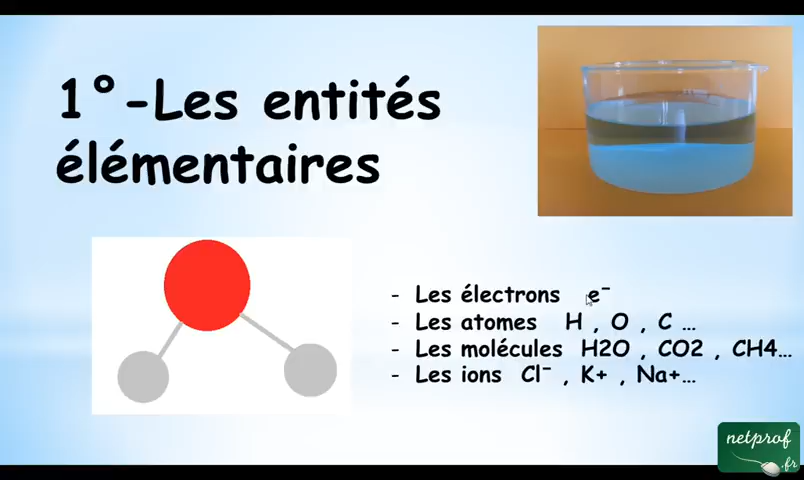 1°-Les entités
élémentaires
- Les électrons e⁻
- Les atomes H , O , C ...
- Les molécules H2O , CO2 , CH4...
- Les ions Cl⁻ , K+ , Na+...
netprof
.fr